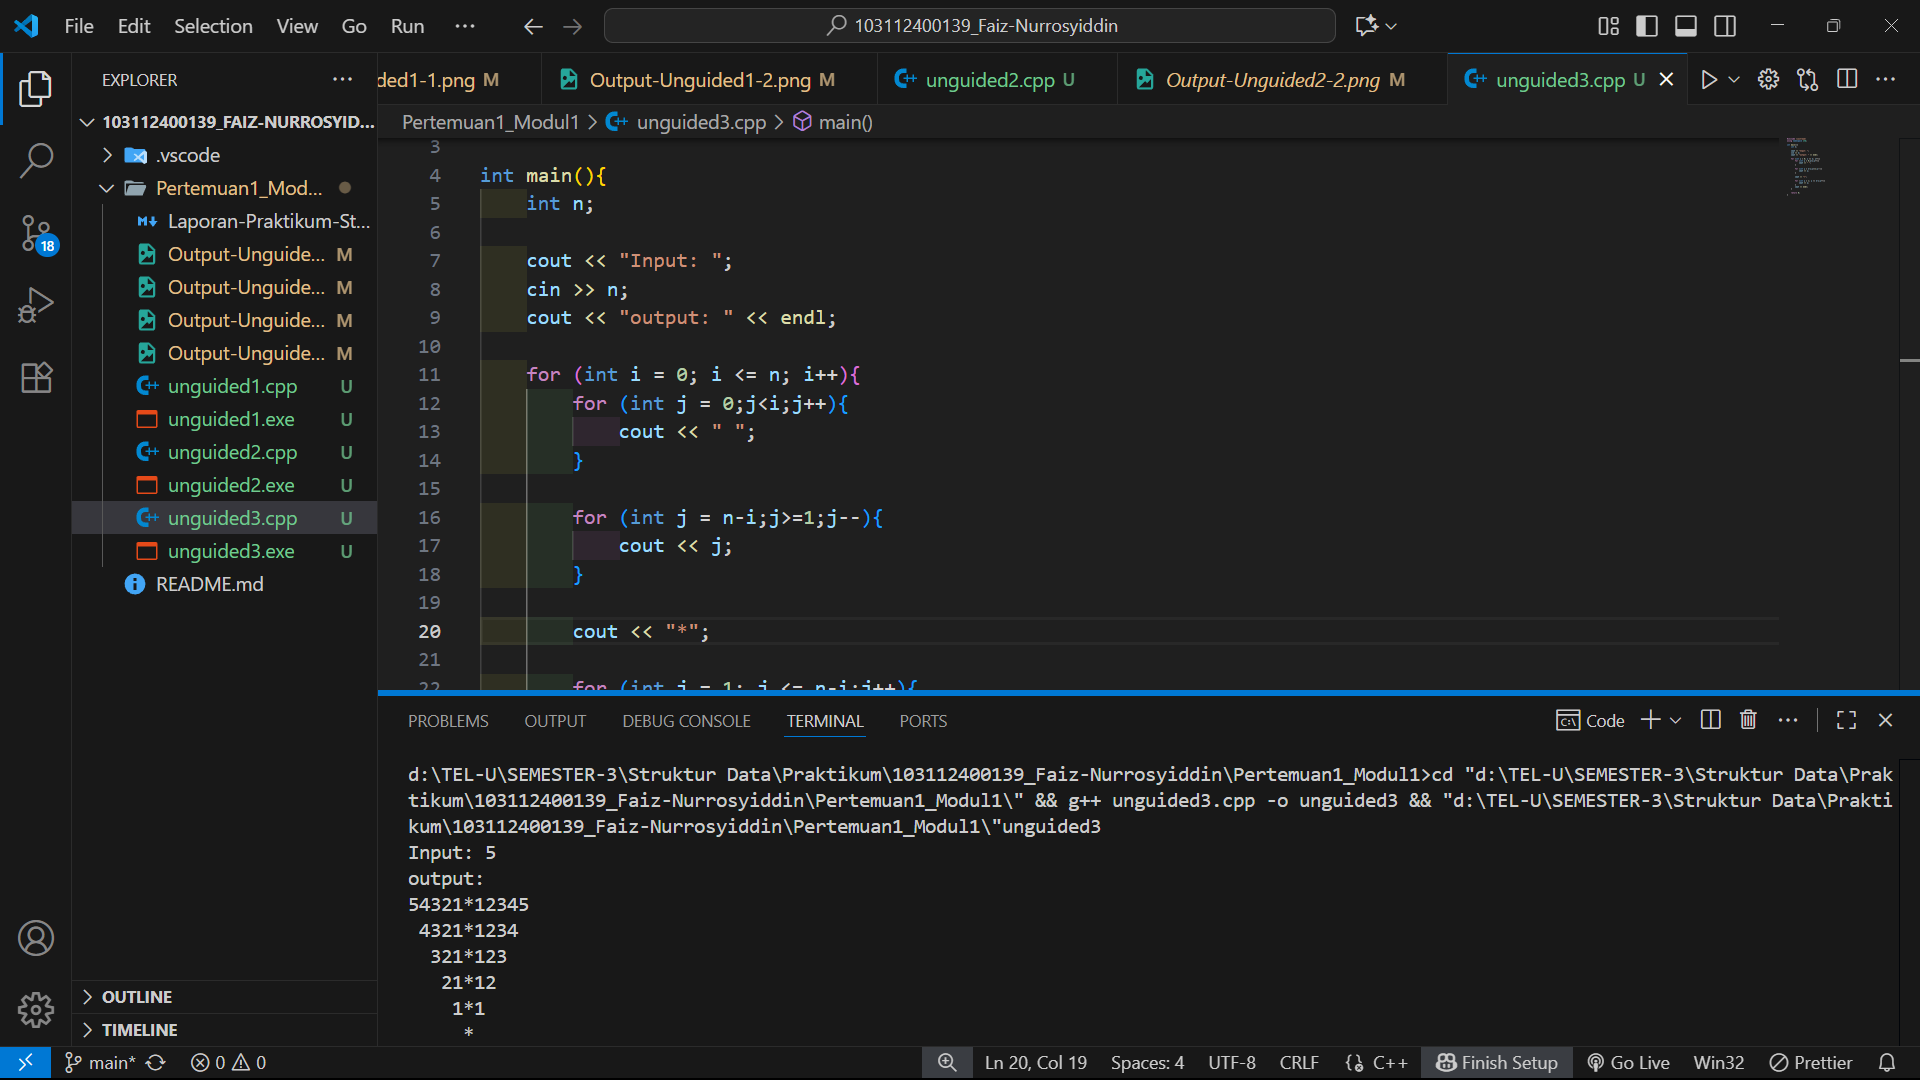 File Edit Selection View Go Run ··· 103112400139_Faiz-Nurrosyiddin
EXPLORER ···
ded1-1.png M Output-Unguided1-2.png M unguided2.cpp U Output-Unguided2-2.png M unguided3.cpp U
Pertemuan1_Modul1 > unguided3.cpp > main()
103112400139_FAIZ-NURROSYID...
.vscode
Pertemuan1_Mod...
Laporan-Praktikum-St...
Output-Unguide... M
Output-Unguide... M
Output-Unguide... M
Output-Unguide... M
unguided1.cpp U
unguided1.exe U
unguided2.cpp U
unguided2.exe U
unguided3.cpp U
unguided3.exe U
README.md
18
OUTLINE
TIMELINE
3
4 int main(){
5 int n;
6
7 cout << "Input: ";
8 cin >> n;
9 cout << "output: " << endl;
10
11 for (int i = 0; i <= n; i++){
12 for (int j = 0;j<i;j++){
13 cout << " ";
14 }
15
16 for (int j = n-i;j>=1;j--){
17 cout << j;
18 }
19
20 cout << "*";
21
22 for (int j = 1; j <= n-i;j++){
PROBLEMS OUTPUT DEBUG CONSOLE TERMINAL PORTS Code
d:\TEL-U\SEMESTER-3\Struktur Data\Praktikum\103112400139_Faiz-Nurrosyiddin\Pertemuan1_Modul1>cd "d:\TEL-U\SEMESTER-3\Struktur Data\Prak
tikum\103112400139_Faiz-Nurrosyiddin\Pertemuan1_Modul1\" && g++ unguided3.cpp -o unguided3 && "d:\TEL-U\SEMESTER-3\Struktur Data\Prakti
kum\103112400139_Faiz-Nurrosyiddin\Pertemuan1_Modul1\"unguided3
Input: 5
output:
54321*12345
4321*1234
321*123
21*12
1*1
*
main* 0 0 Ln 20, Col 19 Spaces: 4 UTF-8 CRLF C++ Finish Setup Go Live Win32 Prettier